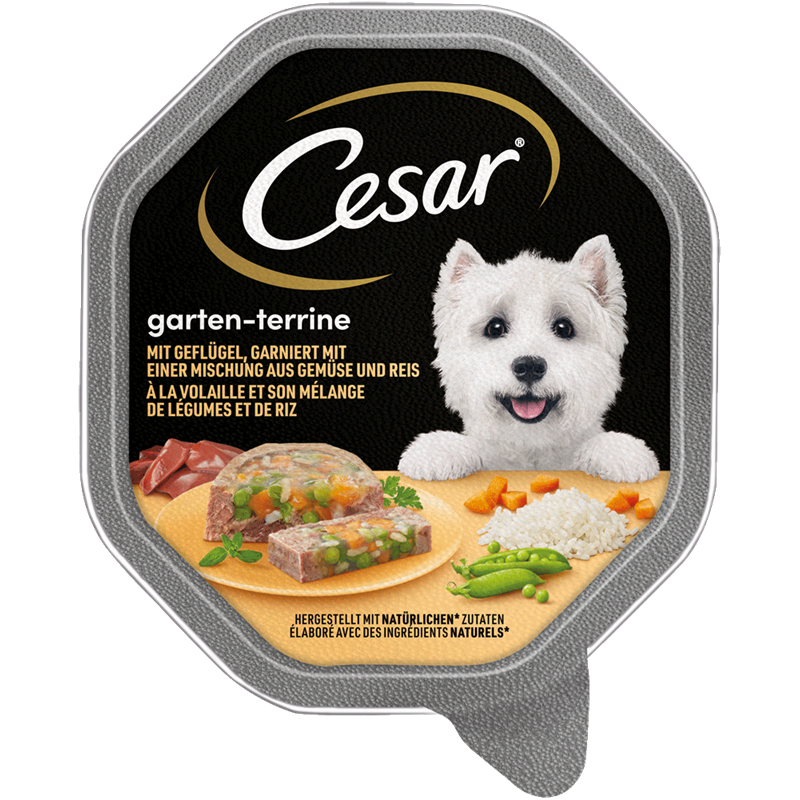 Cesar®
garten-terrine
MIT GEFLÜGEL, GARNIERT MIT
EINER MISCHUNG AUS GEMÜSE UND REIS
À LA VOLAILLE ET SON MÉLANGE
DE LÉGUMES ET DE RIZ
HERGESTELLT MIT NATÜRLICHEN* ZUTATEN
ÉLABORÉ AVEC DES INGRÉDIENTS NATURELS*